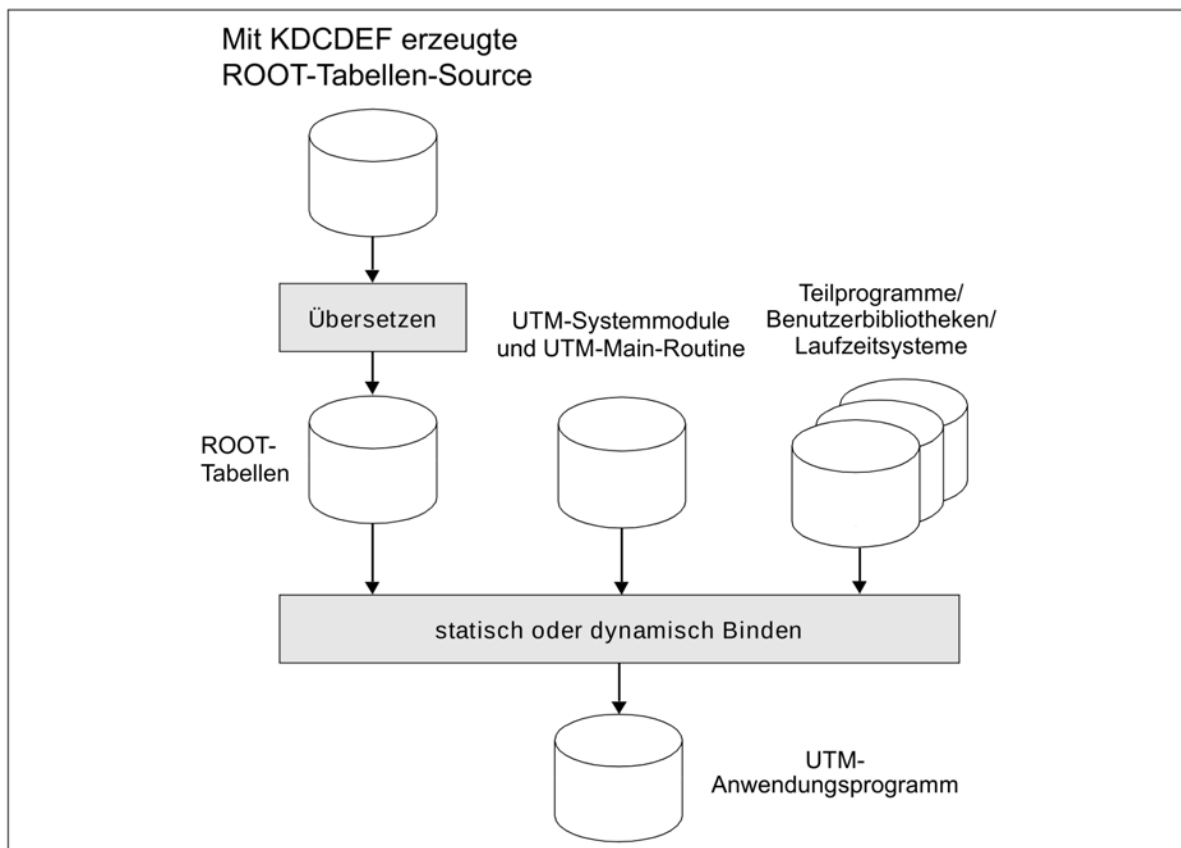 Mit KDCDEF erzeugte
ROOT-Tabellen-Source
Übersetzen
UTM-Systemmodule
und UTM-Main-Routine
Teilprogramme/
Benutzerbibliotheken/
Laufzeitsysteme
ROOT-
Tabellen
statisch oder dynamisch Binden
UTM-
Anwendungsprogramm